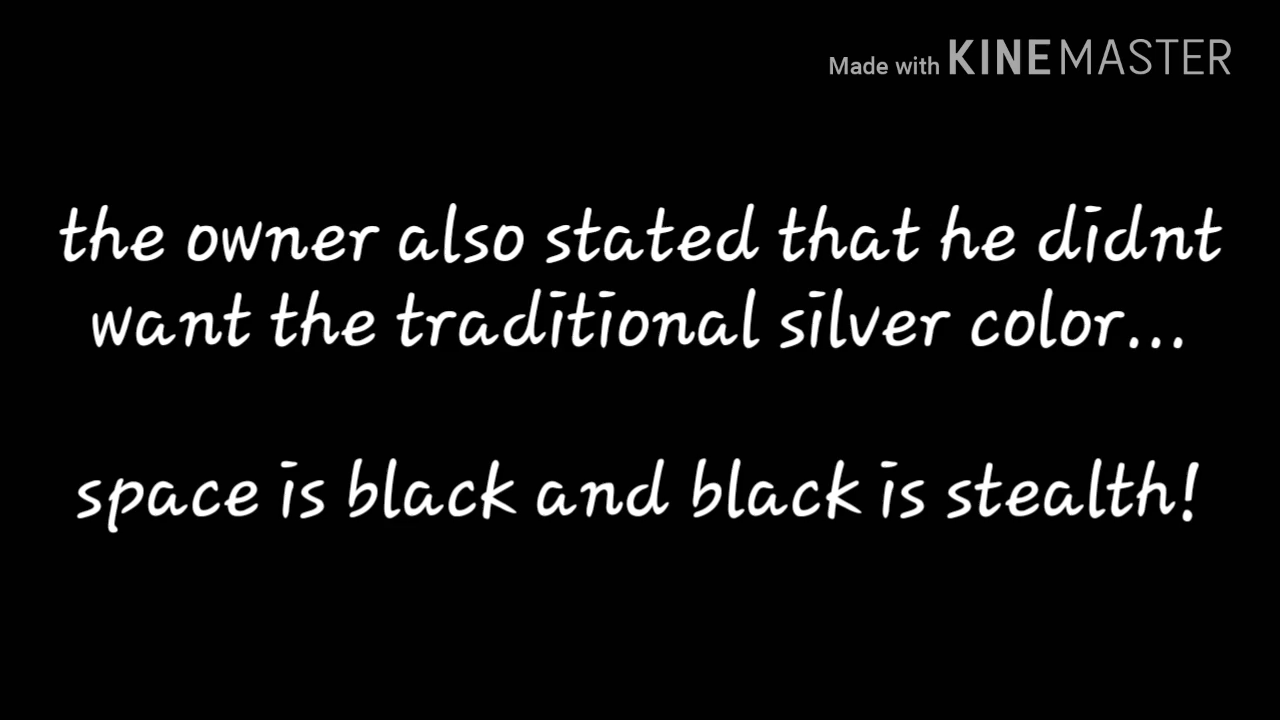 Made with KINEMASTER
the owner also stated that he didnt
want the traditional silver color...
space is black and black is stealth!